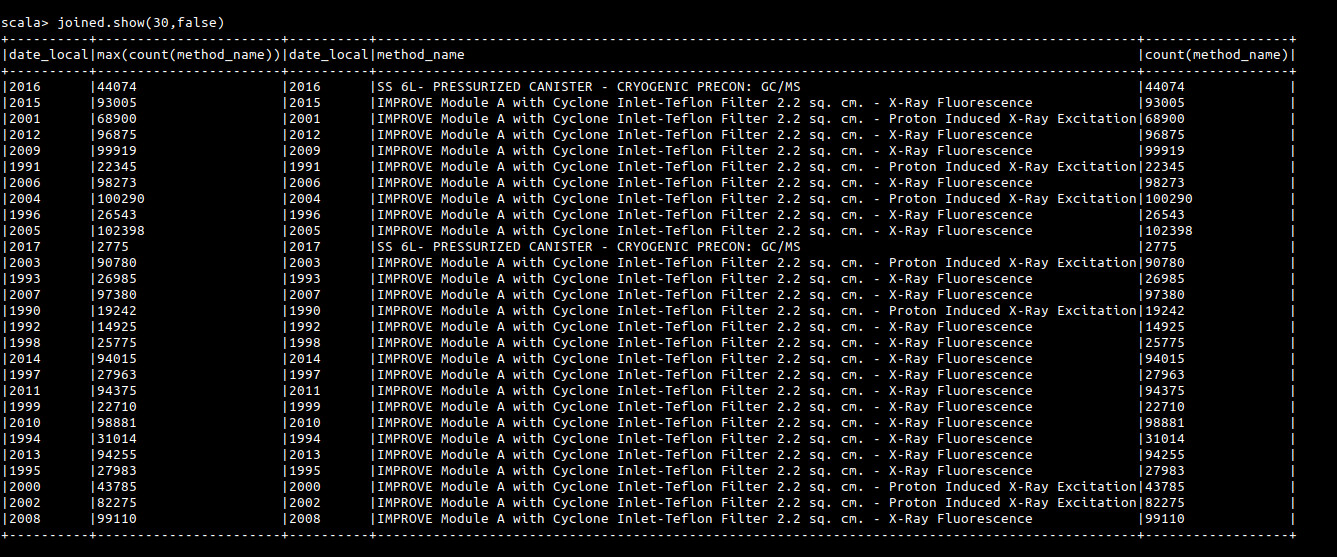 scala> joined.show(30,false)
+----------+-----------------------+----------+-----------------------------------------------------------------------------------------------+------------------+
|date_local|max(count(method_name))|date_local|method_name                                                                                    |count(method_name)|
+----------+-----------------------+----------+-----------------------------------------------------------------------------------------------+------------------+
|2016      |44074                  |2016      |SS 6L- PRESSURIZED CANISTER - CRYOGENIC PRECON: GC/MS                                          |44074             |
|2015      |93005                  |2015      |IMPROVE Module A with Cyclone Inlet-Teflon Filter 2.2 sq. cm. - X-Ray Fluorescence             |93005             |
|2001      |68900                  |2001      |IMPROVE Module A with Cyclone Inlet-Teflon Filter 2.2 sq. cm. - Proton Induced X-Ray Excitation|68900             |
|2012      |96875                  |2012      |IMPROVE Module A with Cyclone Inlet-Teflon Filter 2.2 sq. cm. - X-Ray Fluorescence             |96875             |
|2009      |99919                  |2009      |IMPROVE Module A with Cyclone Inlet-Teflon Filter 2.2 sq. cm. - X-Ray Fluorescence             |99919             |
|1991      |22345                  |1991      |IMPROVE Module A with Cyclone Inlet-Teflon Filter 2.2 sq. cm. - Proton Induced X-Ray Excitation|22345             |
|2006      |98273                  |2006      |IMPROVE Module A with Cyclone Inlet-Teflon Filter 2.2 sq. cm. - X-Ray Fluorescence             |98273             |
|2004      |100290                 |2004      |IMPROVE Module A with Cyclone Inlet-Teflon Filter 2.2 sq. cm. - Proton Induced X-Ray Excitation|100290            |
|1996      |26543                  |1996      |IMPROVE Module A with Cyclone Inlet-Teflon Filter 2.2 sq. cm. - X-Ray Fluorescence             |26543             |
|2005      |102398                 |2005      |IMPROVE Module A with Cyclone Inlet-Teflon Filter 2.2 sq. cm. - X-Ray Fluorescence             |102398            |
|2017      |2775                   |2017      |SS 6L- PRESSURIZED CANISTER - CRYOGENIC PRECON: GC/MS                                          |2775              |
|2003      |90780                  |2003      |IMPROVE Module A with Cyclone Inlet-Teflon Filter 2.2 sq. cm. - Proton Induced X-Ray Excitation|90780             |
|1993      |26985                  |1993      |IMPROVE Module A with Cyclone Inlet-Teflon Filter 2.2 sq. cm. - X-Ray Fluorescence             |26985             |
|2007      |97380                  |2007      |IMPROVE Module A with Cyclone Inlet-Teflon Filter 2.2 sq. cm. - X-Ray Fluorescence             |97380             |
|1990      |19242                  |1990      |IMPROVE Module A with Cyclone Inlet-Teflon Filter 2.2 sq. cm. - Proton Induced X-Ray Excitation|19242             |
|1992      |14925                  |1992      |IMPROVE Module A with Cyclone Inlet-Teflon Filter 2.2 sq. cm. - X-Ray Fluorescence             |14925             |
|1998      |25775                  |1998      |IMPROVE Module A with Cyclone Inlet-Teflon Filter 2.2 sq. cm. - X-Ray Fluorescence             |25775             |
|2014      |94015                  |2014      |IMPROVE Module A with Cyclone Inlet-Teflon Filter 2.2 sq. cm. - X-Ray Fluorescence             |94015             |
|1997      |27963                  |1997      |IMPROVE Module A with Cyclone Inlet-Teflon Filter 2.2 sq. cm. - X-Ray Fluorescence             |27963             |
|2011      |94375                  |2011      |IMPROVE Module A with Cyclone Inlet-Teflon Filter 2.2 sq. cm. - X-Ray Fluorescence             |94375             |
|1999      |22710                  |1999      |IMPROVE Module A with Cyclone Inlet-Teflon Filter 2.2 sq. cm. - X-Ray Fluorescence             |22710             |
|2010      |98881                  |2010      |IMPROVE Module A with Cyclone Inlet-Teflon Filter 2.2 sq. cm. - X-Ray Fluorescence             |98881             |
|1994      |31014                  |1994      |IMPROVE Module A with Cyclone Inlet-Teflon Filter 2.2 sq. cm. - X-Ray Fluorescence             |31014             |
|2013      |94255                  |2013      |IMPROVE Module A with Cyclone Inlet-Teflon Filter 2.2 sq. cm. - X-Ray Fluorescence             |94255             |
|1995      |27983                  |1995      |IMPROVE Module A with Cyclone Inlet-Teflon Filter 2.2 sq. cm. - X-Ray Fluorescence             |27983             |
|2000      |43785                  |2000      |IMPROVE Module A with Cyclone Inlet-Teflon Filter 2.2 sq. cm. - Proton Induced X-Ray Excitation|43785             |
|2002      |82275                  |2002      |IMPROVE Module A with Cyclone Inlet-Teflon Filter 2.2 sq. cm. - Proton Induced X-Ray Excitation|82275             |
|2008      |99110                  |2008      |IMPROVE Module A with Cyclone Inlet-Teflon Filter 2.2 sq. cm. - X-Ray Fluorescence             |99110             |
+----------+-----------------------+----------+-----------------------------------------------------------------------------------------------+------------------+